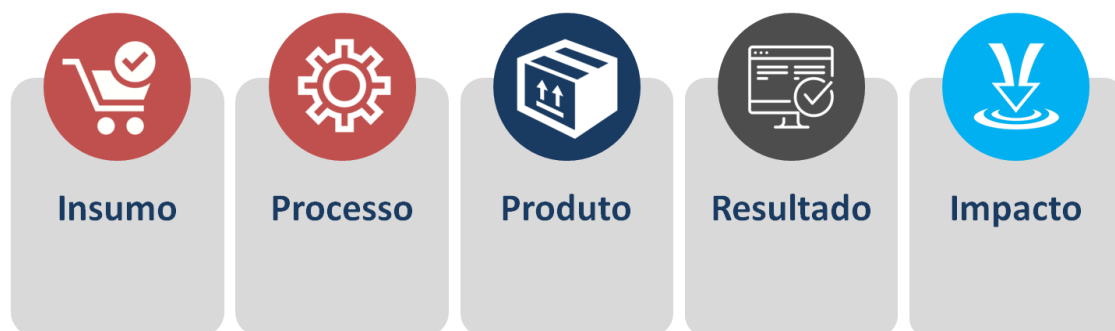 Insumo
Processo
Produto
Resultado
Impacto